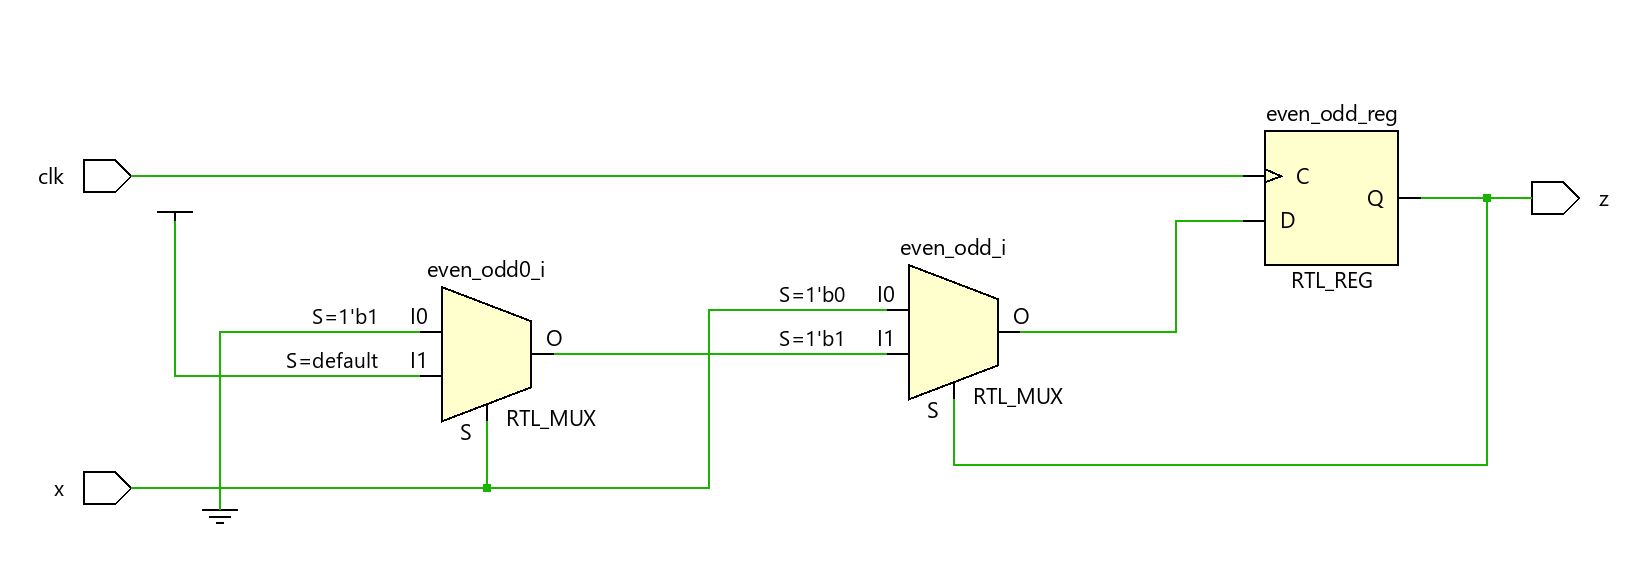 even_odd_reg
clk
C
Q
z
D
even_odd_i
even_odd0_i
RTL_REG
S=1'b0
I0
S=1'b1
I0
O
O
S=1'b1
I1
S=default
I1
RTL_MUX
S
RTL_MUX
S
x